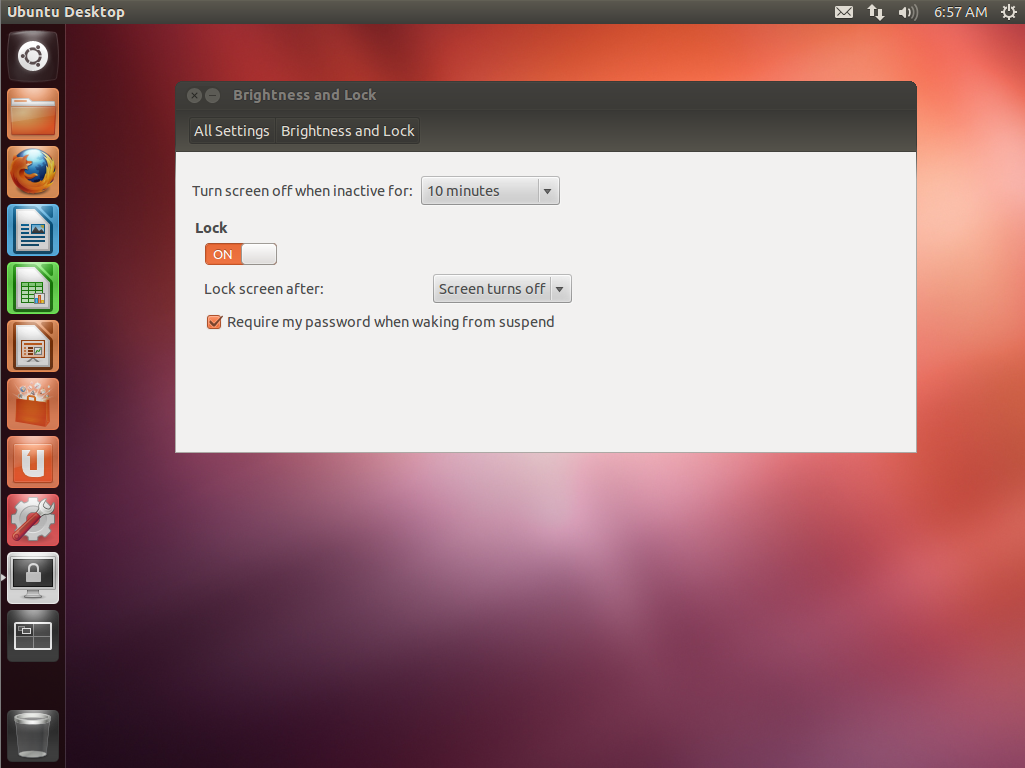 Ubuntu Desktop 6:57 AM
Brightness and Lock
All Settings Brightness and Lock
Turn screen off when inactive for: 10 minutes
Lock
ON
Lock screen after: Screen turns off
Require my password when waking from suspend